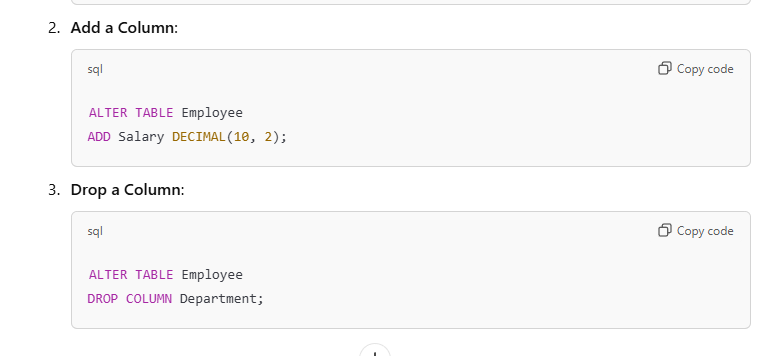 2. Add a Column:
sql
Copy code
ALTER TABLE Employee
ADD Salary DECIMAL(10, 2);
3. Drop a Column:
sql
Copy code
ALTER TABLE Employee
DROP COLUMN Department;